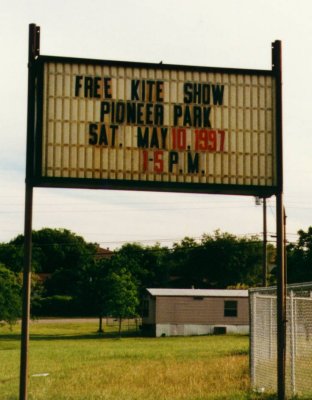 FREE KITE SHOW
PIONEER PARK
SAT. MAY 10, 1997
1-5 P.M.